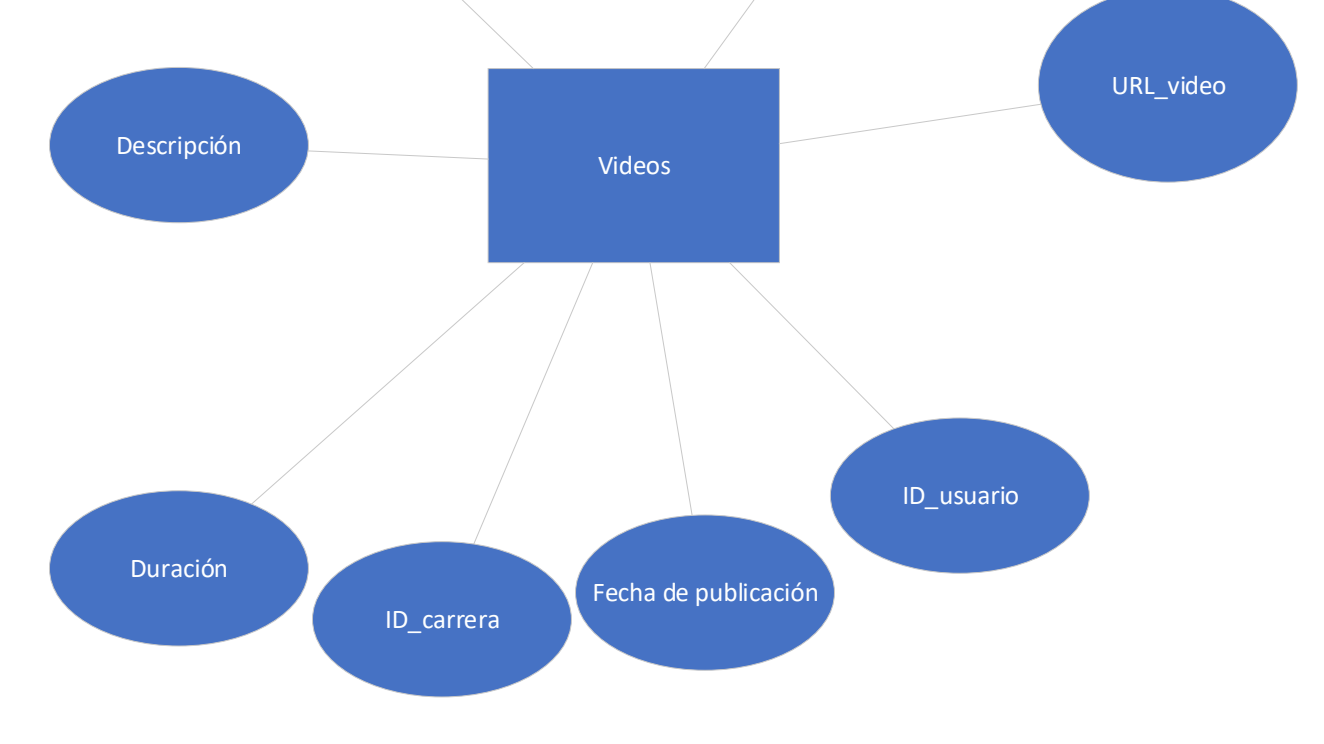 URL_video
Descripción
Videos
ID_usuario
Duración
Fecha de publicación
ID_carrera